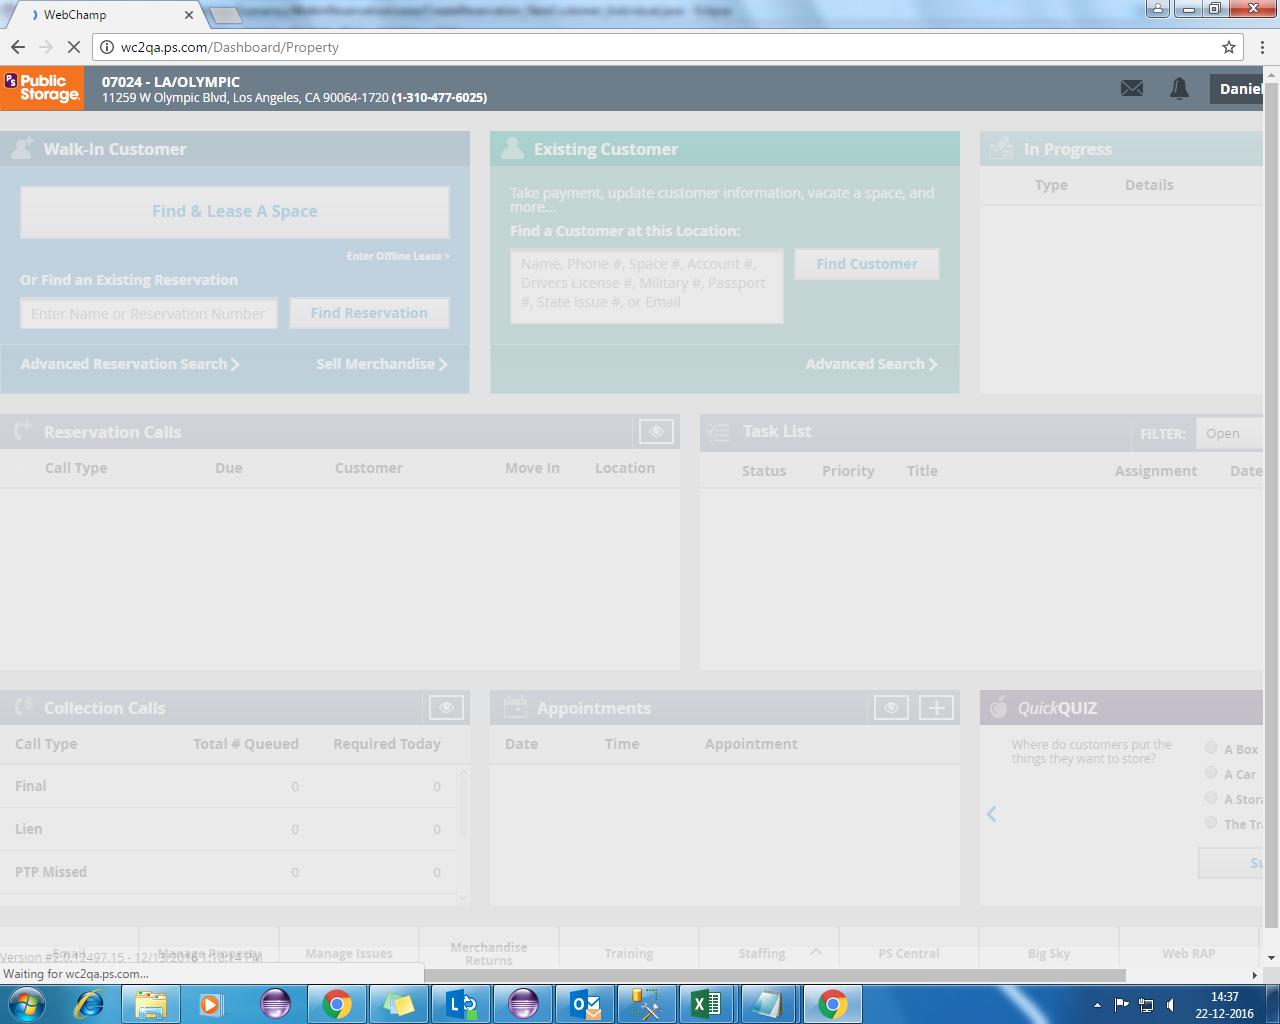 WebChamp
wc2qa.ps.com/Dashboard/Property
PS Public Storage.
07024 - LA/OLYMPIC
11259 W Olympic Blvd, Los Angeles, CA 90064-1720 (1-310-477-6025)
Daniel
Walk-In Customer
Find & Lease A Space
Enter Offline Lease >
Or Find an Existing Reservation
Enter Name or Reservation Number
Find Reservation
Advanced Reservation Search
Sell Merchandise
Existing Customer
Take payment, update customer information, vacate a space, and
more...
Find a Customer at this Location:
Name, Phone #, Space #, Account #,
Drivers License #, Military #, Passport
#, State Issue #, or Email
Find Customer
Advanced Search
In Progress
Type Details
Reservation Calls
Call Type Due Customer Move In Location
Task List
FILTER: Open
Status Priority Title Assignment Date
Collection Calls
Call Type Total # Queued Required Today
Final 0 0
Lien 0 0
PTP Missed 0 0
Appointments
Date Time Appointment
QuickQUIZ
Where do customers put the
things they want to store?
A Box
A Car
A Stora
The Tra
Su
Email Manage Property Manage Issues Merchandise Returns Training Staffing PS Central Big Sky Web RAP
Version #2.0.12497.15 - 12/13/2016 1:18:14 PM
Waiting for wc2qa.ps.com...
14:37
22-12-2016